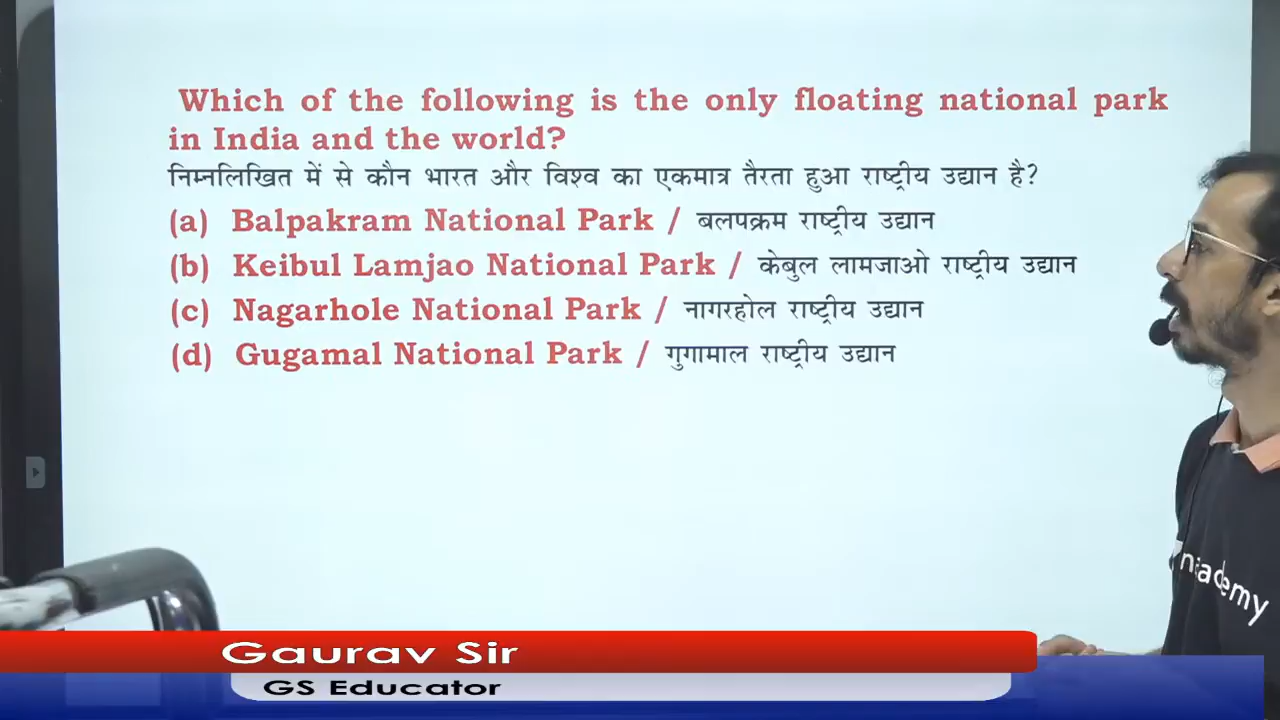 Which of the following is the only floating national park
in India and the world?
निम्नलिखित में से कौन भारत और विश्व का एकमात्र तैरता हुआ राष्ट्रीय उद्यान है?
(a) Balpakram National Park / बलपक्रम राष्ट्रीय उद्यान
(b) Keibul Lamjao National Park / केबुल लामजाओ राष्ट्रीय उद्यान
(c) Nagarhole National Park / नागरहोल राष्ट्रीय उद्यान
(d) Gugamal National Park / गुगामाल राष्ट्रीय उद्यान
Gaurav Sir
GS Educator